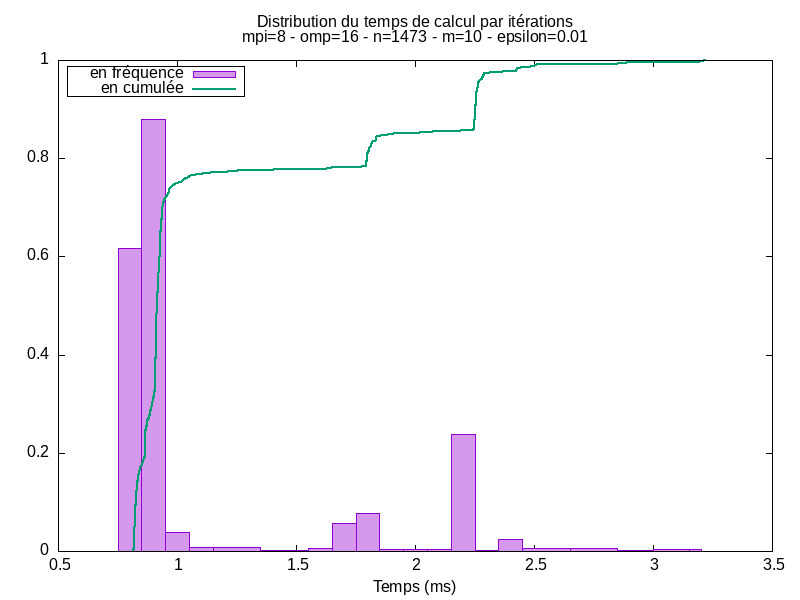 Distribution du temps de calcul par itérations
mpi=8 - omp=16 - n=1473 - m=10 - epsilon=0.01
en fréquence
en cumulée
1
0.8
0.6
0.4
0.2
0
0.5
1
1.5
2
2.5
3
3.5
Temps (ms)